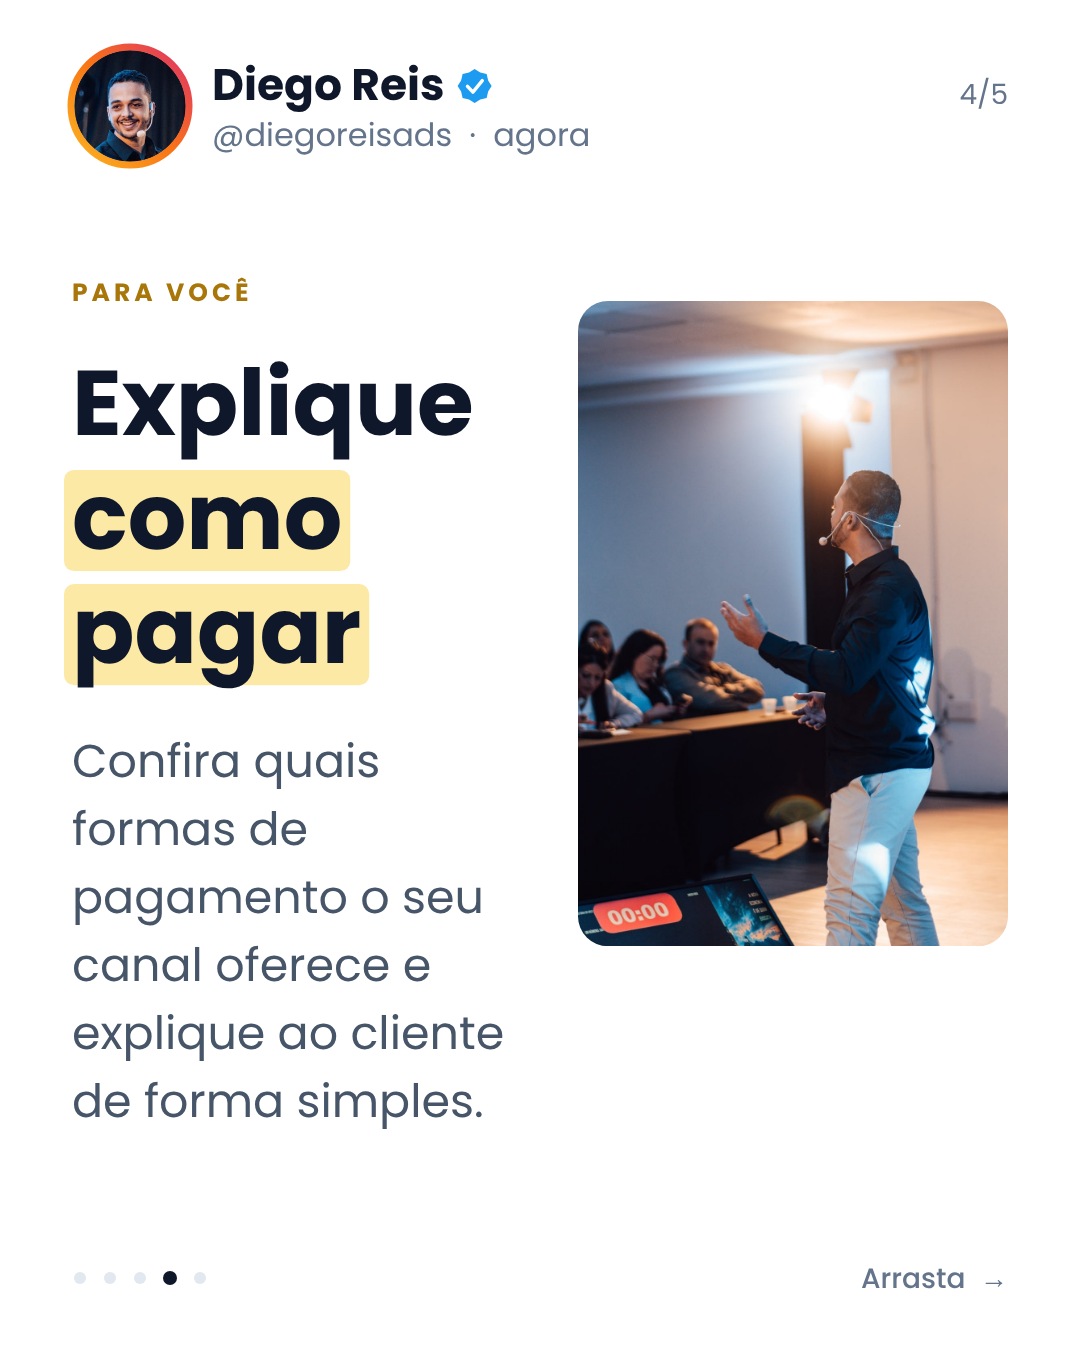 Diego Reis
@diegoreisads · agora
4/5
PARA VOCÊ
Explique
como
pagar
Confira quais
formas de
pagamento o seu
canal oferece e
explique ao cliente
de forma simples.
00:00
Arrasta →